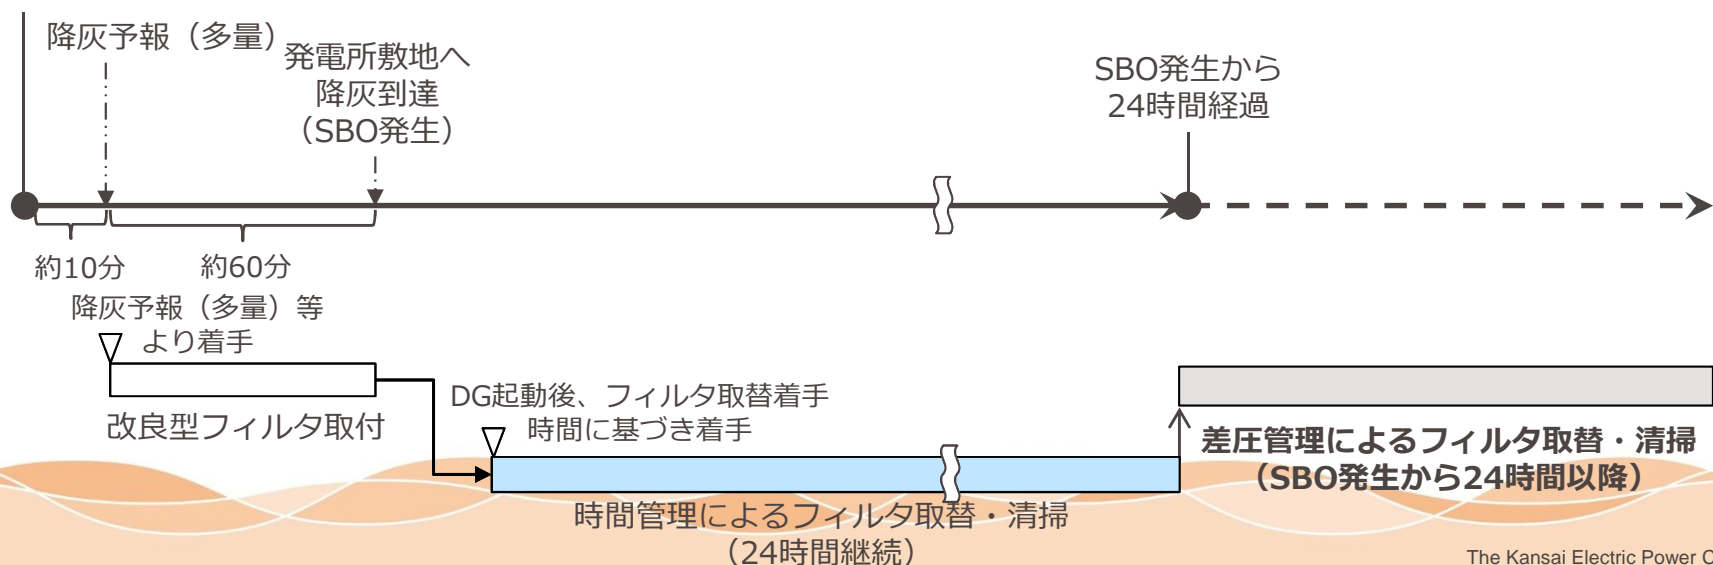 降灰予報（多量）
発電所敷地へ
降灰到達
（SBO発生）
SBO発生から
24時間経過
約10分
約60分
降灰予報（多量）等
より着手
改良型フィルタ取付
DG起動後、フィルタ取替着手
時間に基づき着手
差圧管理によるフィルタ取替・清掃
（SBO発生から24時間以降）
時間管理によるフィルタ取替・清掃
（24時間継続）
The Kansai Electric Power C